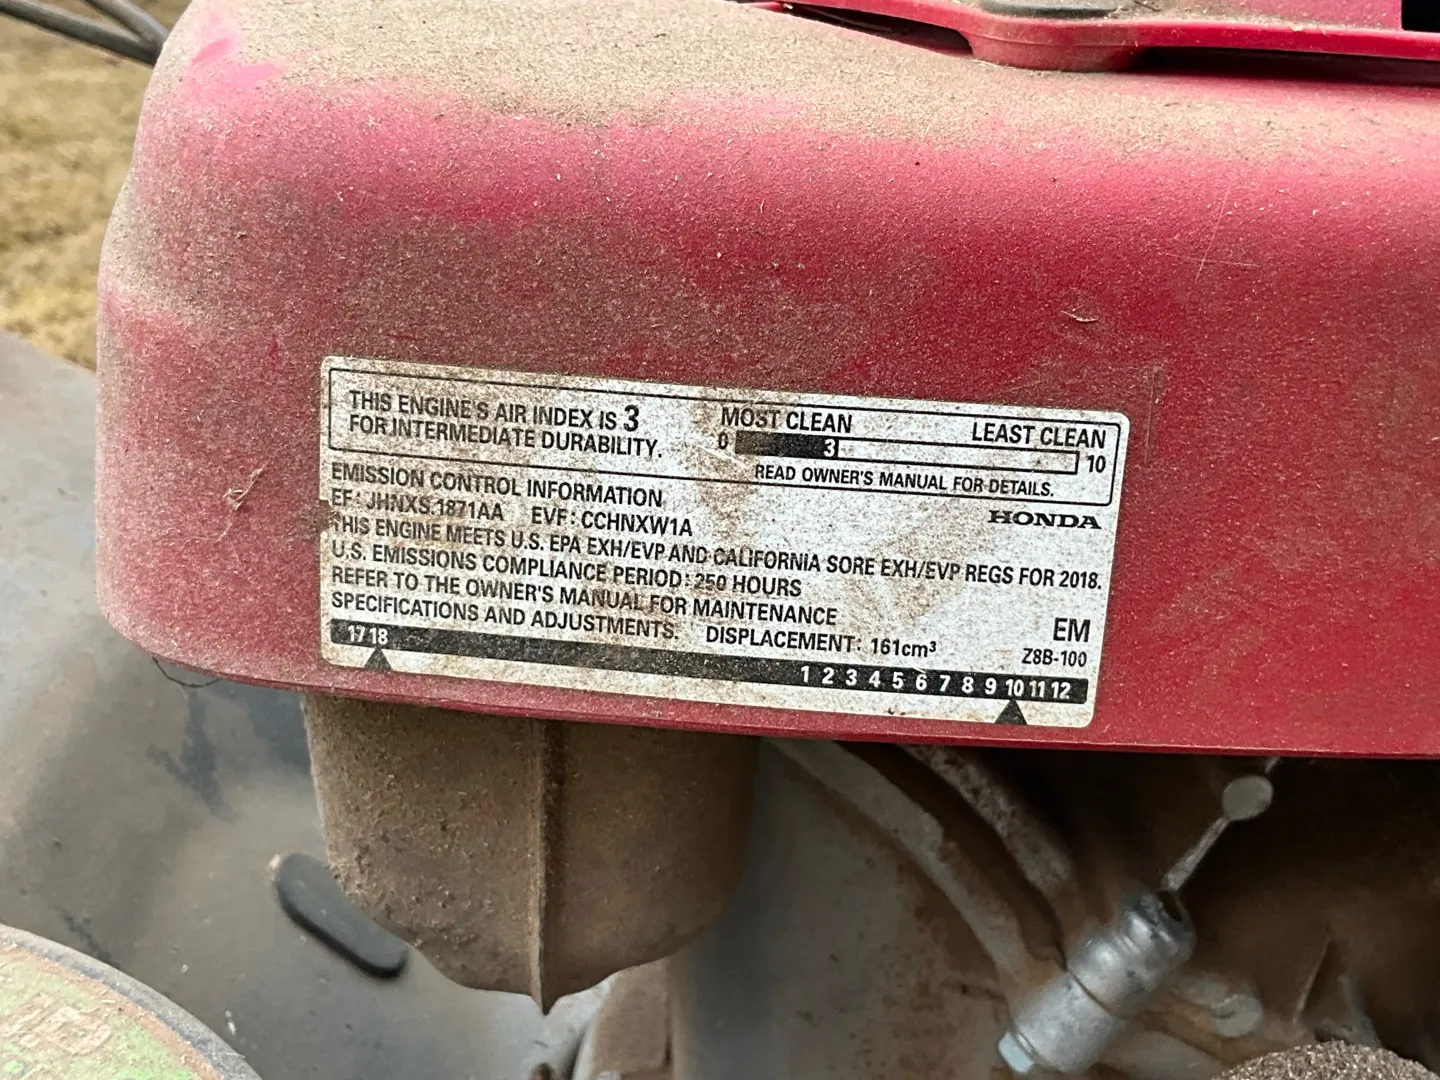 THIS ENGINE'S AIR INDEX IS 3
FOR INTERMEDIATE DURABILITY.
MOST CLEAN LEAST CLEAN
0 3 10
READ OWNER'S MANUAL FOR DETAILS.
EMISSION CONTROL INFORMATION
EF: JHNXS.1871AA EVF: CCHNXW1A
HONDA
THIS ENGINE MEETS U.S. EPA EXH/EVP AND CALIFORNIA SORE EXH/EVP REGS FOR 2018.
U.S. EMISSIONS COMPLIANCE PERIOD: 250 HOURS
REFER TO THE OWNER'S MANUAL FOR MAINTENANCE
SPECIFICATIONS AND ADJUSTMENTS. DISPLACEMENT: 161cm³
EM
Z8B-100
17 18
1 2 3 4 5 6 7 8 9 10 11 12